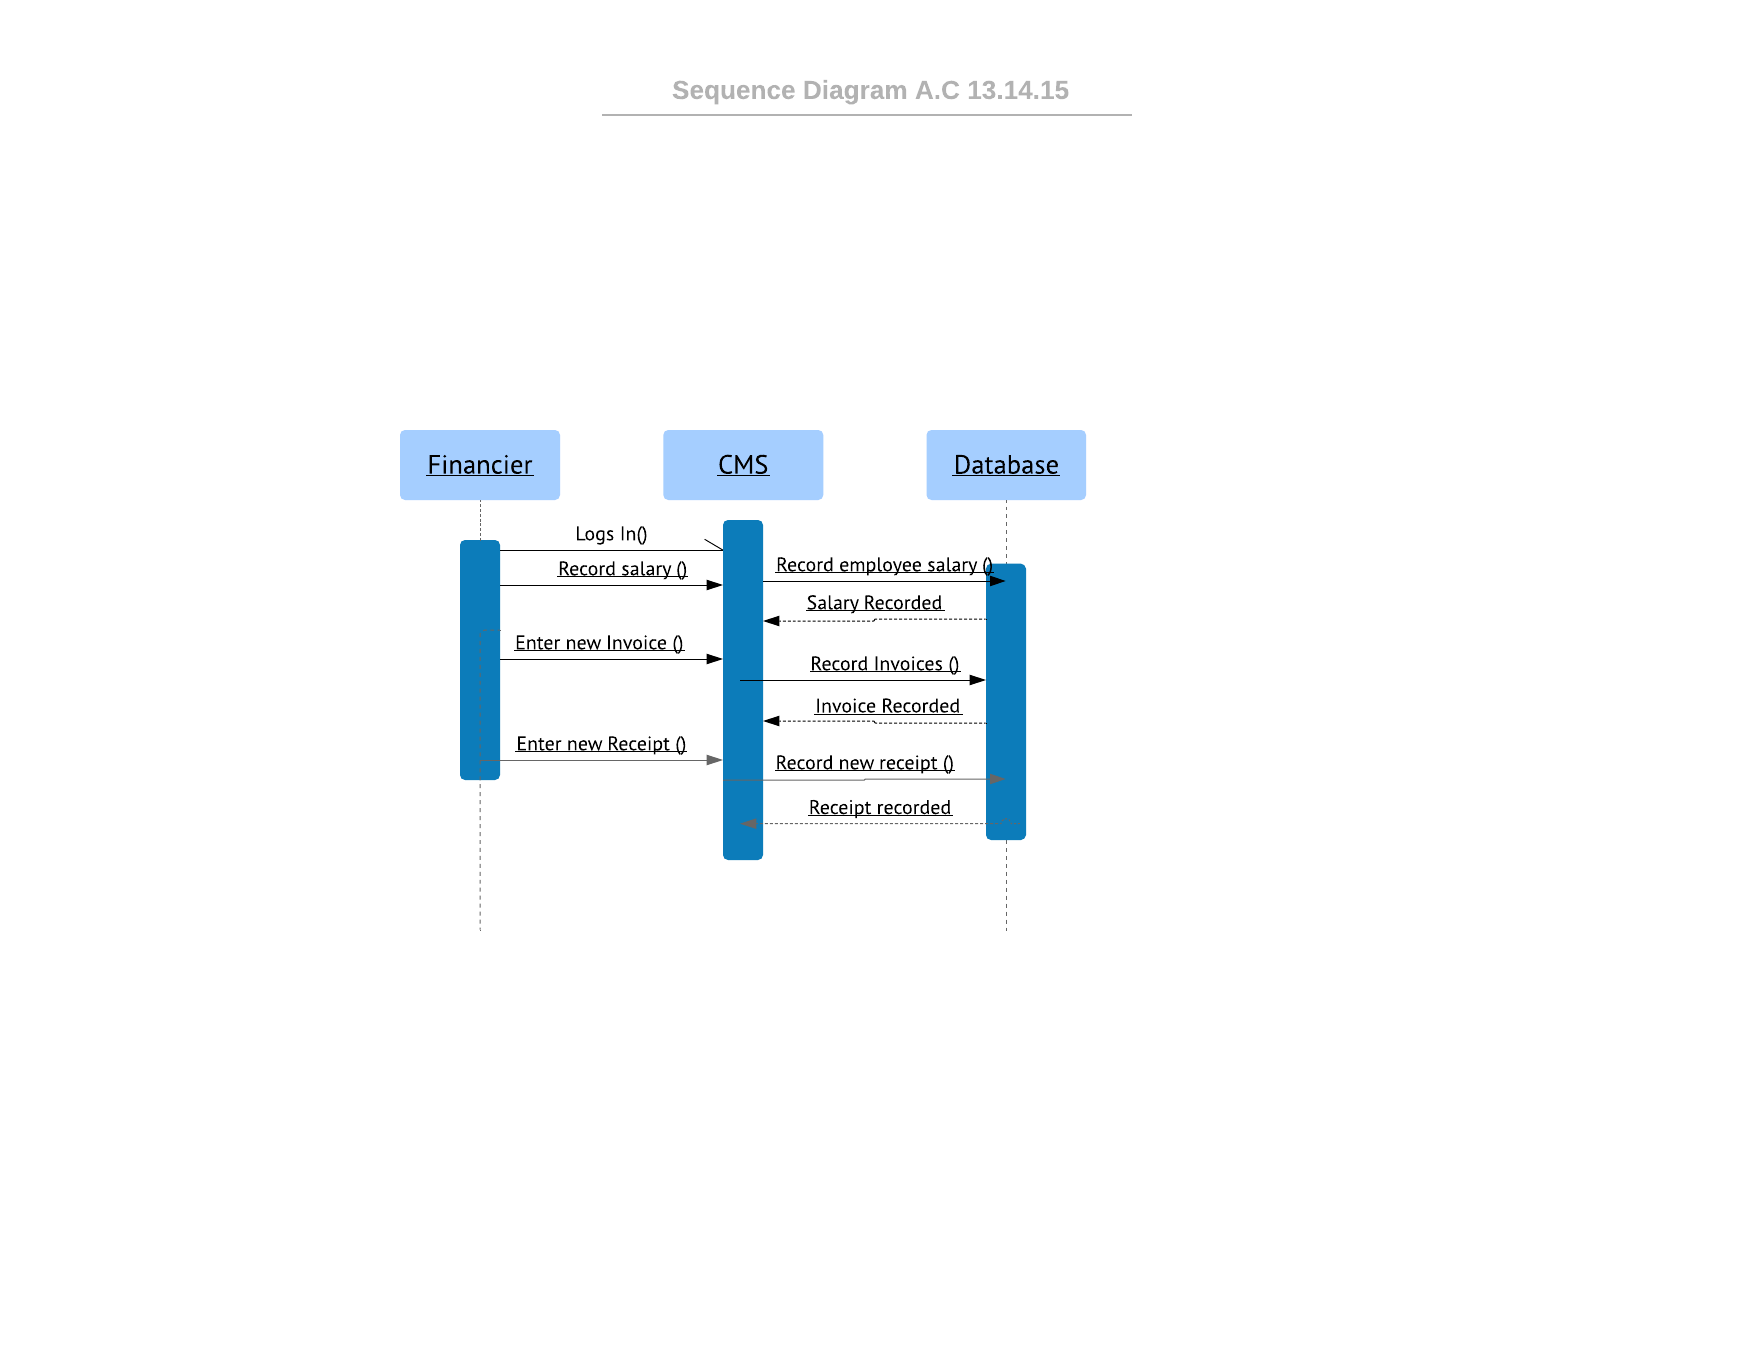 Sequence Diagram A.C 13.14.15
Financier
CMS
Database
Logs In()
Record salary ()
Record employee salary ()
Salary Recorded
Enter new Invoice ()
Record Invoices ()
Invoice Recorded
Enter new Receipt ()
Record new receipt ()
Receipt recorded